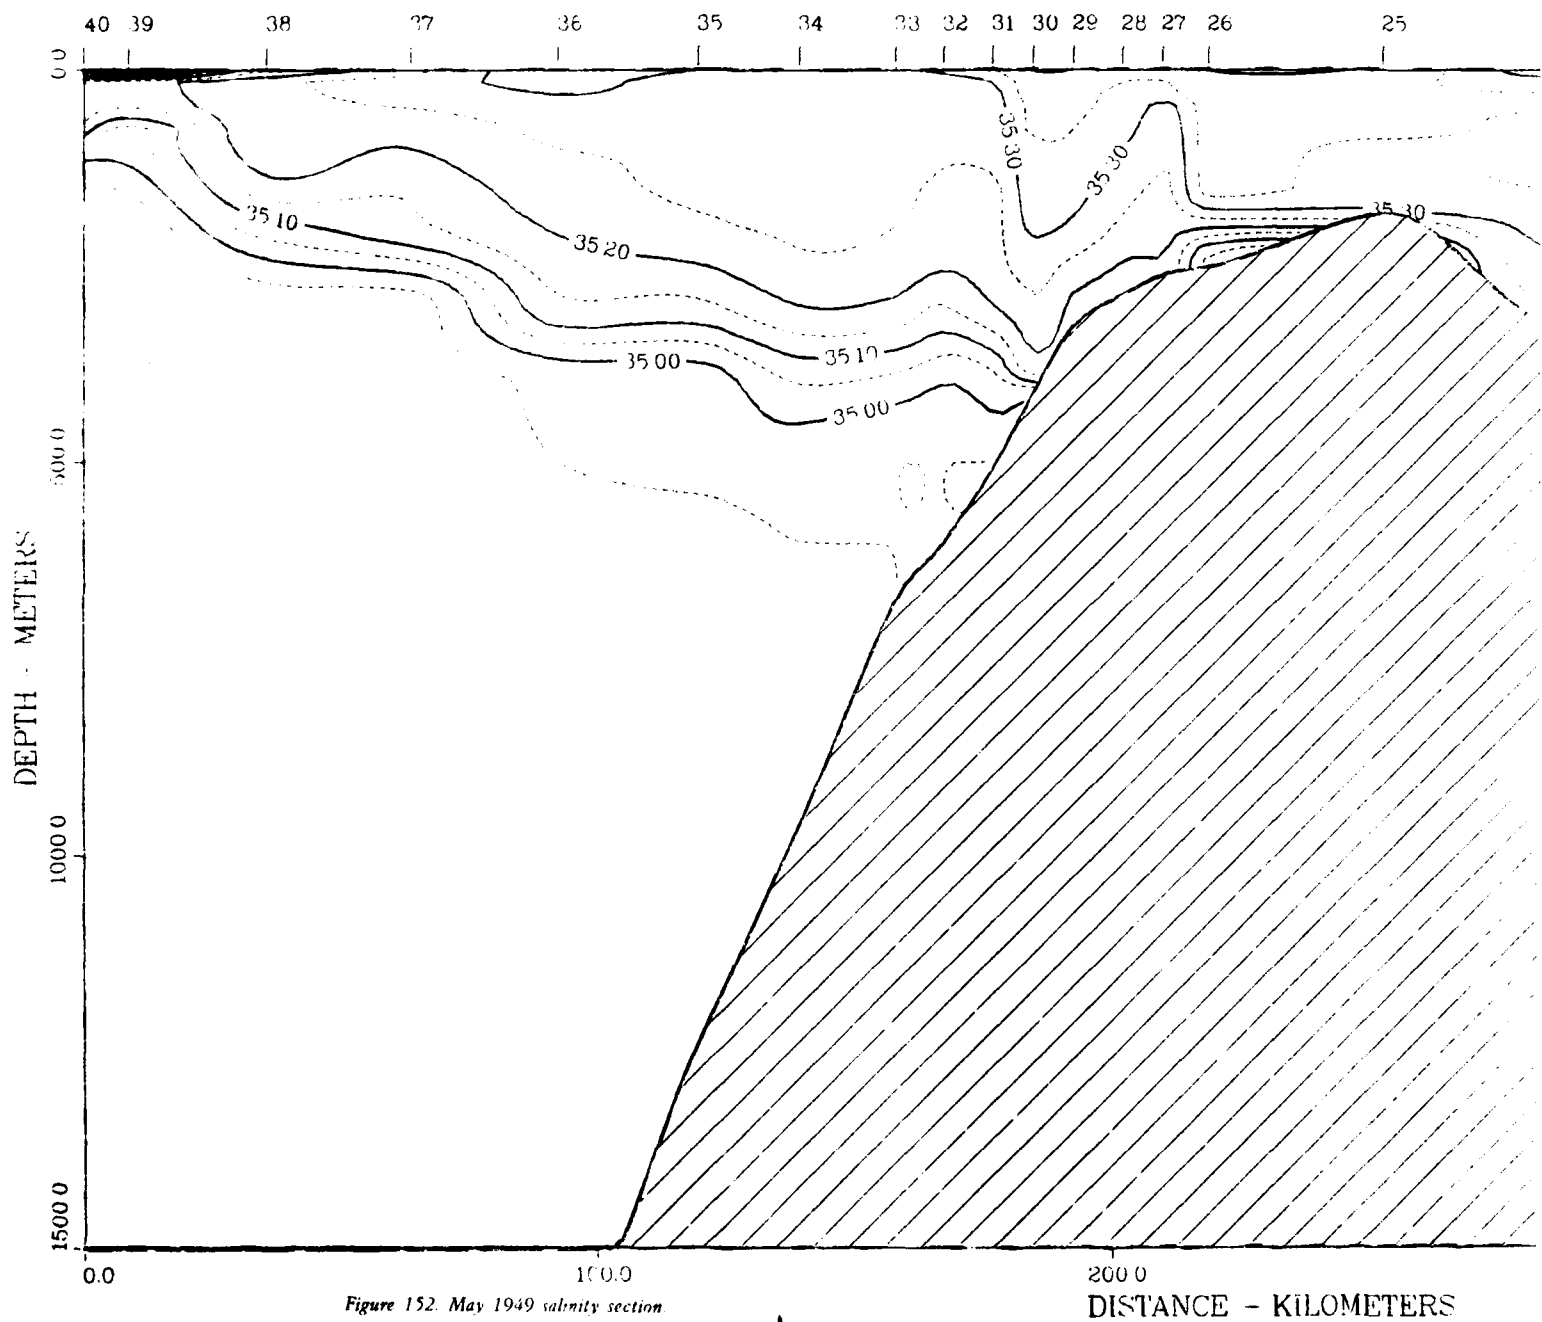 40 39 38 37 36 35 34 33 32 31 30 29 28 27 26 25
0 0
35 30
35 30
35 10
35 30
35 20
35 10
35 00
35 00
500 0
DEPTH - METERS
1000 0
1500 0
0.0 100.0 200 0
Figure 152. May 1949 salinity section.
DISTANCE - KILOMETERS